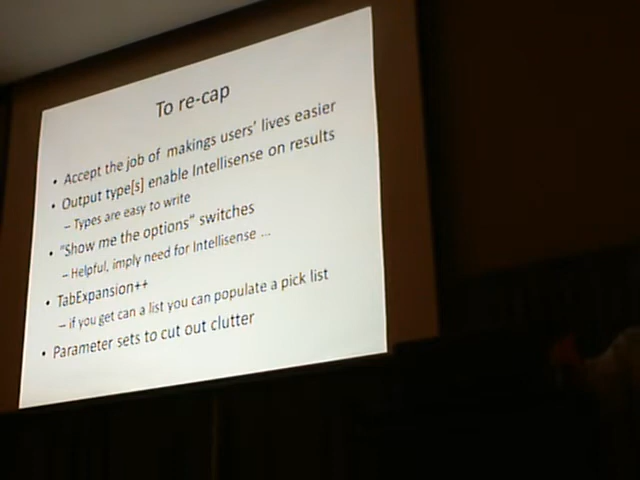 To re-cap
• Accept the job of makings users' lives easier
• Output type[s] enable Intellisense on results
– Types are easy to write
• "Show me the options" switches
– Helpful, imply need for Intellisense ...
• TabExpansion++
– if you get can a list you can populate a pick list
• Parameter sets to cut out clutter